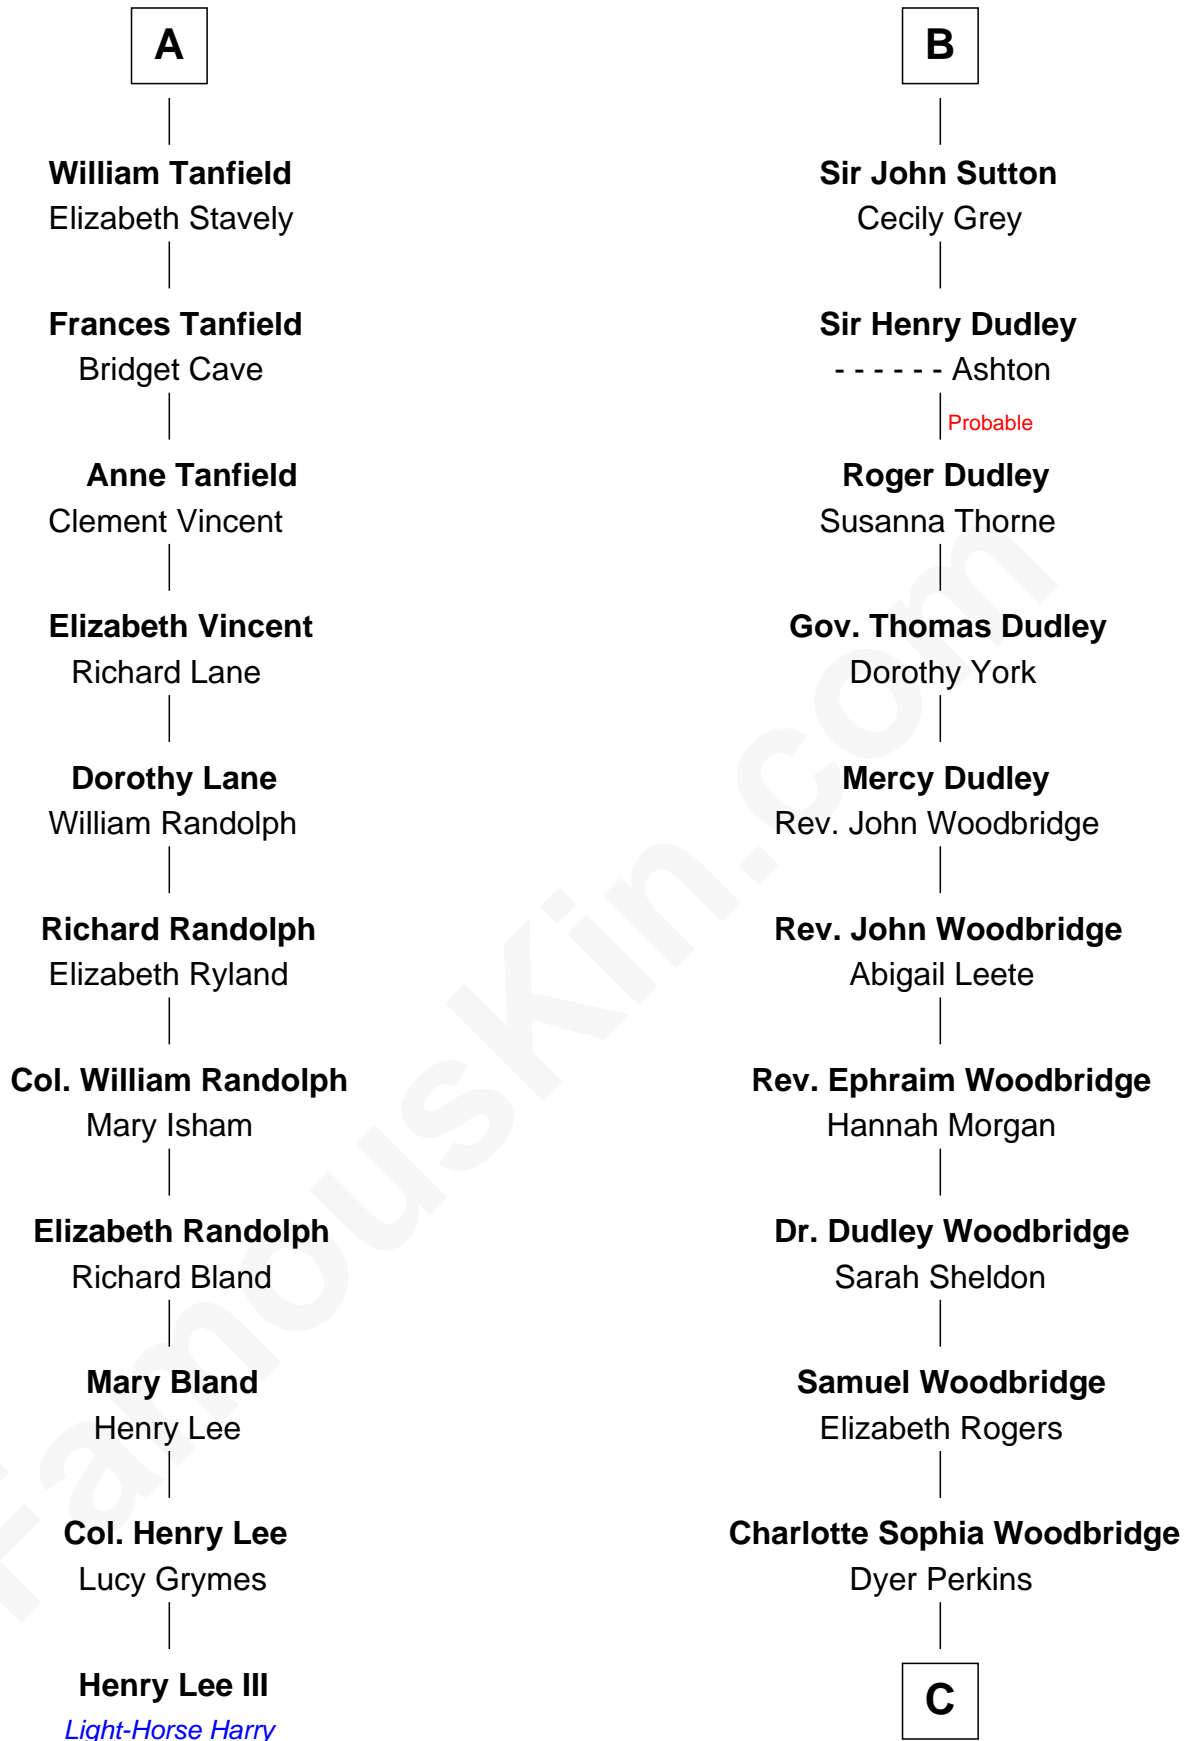 A
William Tanfield
Elizabeth Stavely
Frances Tanfield
Bridget Cave
Anne Tanfield
Clement Vincent
Elizabeth Vincent
Richard Lane
Dorothy Lane
William Randolph
Richard Randolph
Elizabeth Ryland
Col. William Randolph
Mary Isham
Elizabeth Randolph
Richard Bland
Mary Bland
Henry Lee
Col. Henry Lee
Lucy Grymes
Henry Lee III
Light-Horse Harry
B
Sir John Sutton
Cecily Grey
Sir Henry Dudley
- - - - - - Ashton
Probable
Roger Dudley
Susanna Thorne
Gov. Thomas Dudley
Dorothy York
Mercy Dudley
Rev. John Woodbridge
Rev. John Woodbridge
Abigail Leete
Rev. Ephraim Woodbridge
Hannah Morgan
Dr. Dudley Woodbridge
Sarah Sheldon
Samuel Woodbridge
Elizabeth Rogers
Charlotte Sophia Woodbridge
Dyer Perkins
C
FamousKin.com